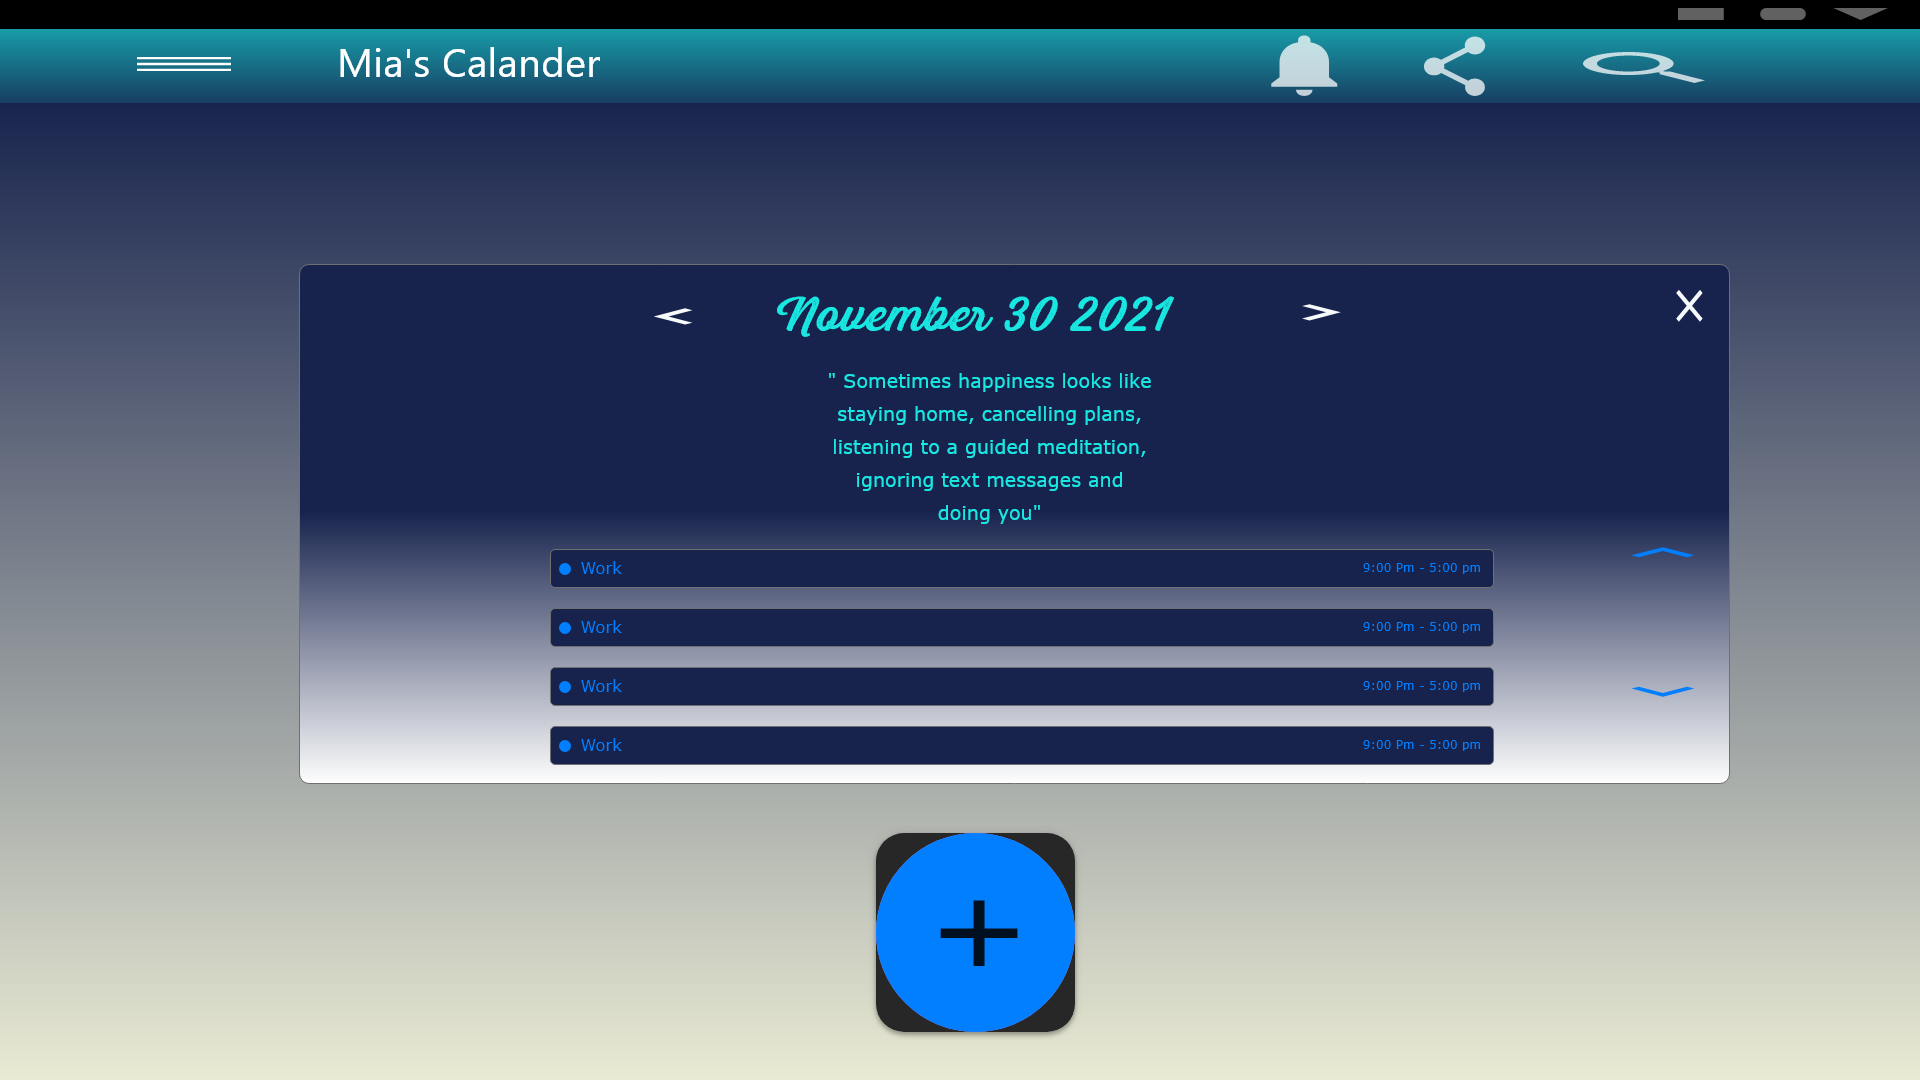 Mia's Calander
< November 30 2021 > X
" Sometimes happiness looks like
staying home, cancelling plans,
listening to a guided meditation,
ignoring text messages and
doing you"
Work 9:00 Pm - 5:00 pm
Work 9:00 Pm - 5:00 pm
Work 9:00 Pm - 5:00 pm
Work 9:00 Pm - 5:00 pm
+